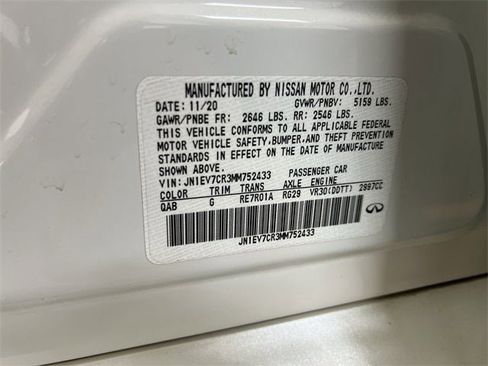 MANUFACTURED BY NISSAN MOTOR CO.,LTD.
DATE: 11/20 GVWR/PNBV: 5159 LBS.
GAWR/PNBE FR: 2646 LBS. RR: 2546 LBS.
THIS VEHICLE CONFORMS TO ALL APPLICABLE FEDERAL
MOTOR VEHICLE SAFETY,BUMPER,AND THEFT PREVENTION
STANDARDS IN EFFECT ON THE DATE OF MANUFACTURE
SHOWN ABOVE.
VIN: JN1EV7CR3MM752433 PASSENGER CAR
COLOR TRIM TRANS AXLE ENGINE
QAB G RE7R01A RG29 VR30(DDTT) 2997CC
JN1EV7CR3MM752433